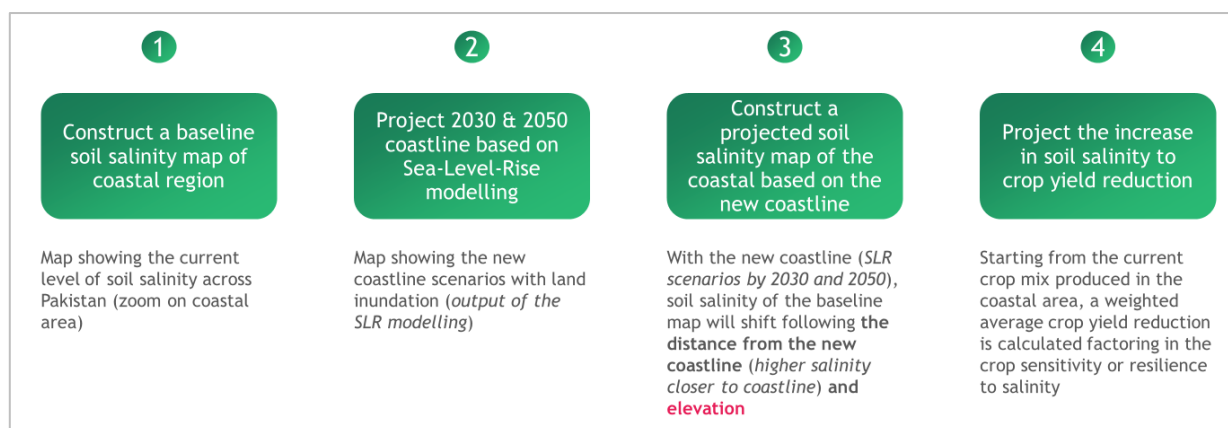 1
Construct a baseline
soil salinity map of
coastal region
Map showing the current
level of soil salinity across
Pakistan (zoom on coastal
area)
2
Project 2030 & 2050
coastline based on
Sea-Level-Rise
modelling
Map showing the new
coastline scenarios with land
inundation (output of the
SLR modelling)
3
Construct a
projected soil
salinity map of the
coastal based on the
new coastline
With the new coastline (SLR
scenarios by 2030 and 2050),
soil salinity of the baseline
map will shift following the
distance from the new
coastline (higher salinity
closer to coastline) and
elevation
4
Project the increase
in soil salinity to
crop yield reduction
Starting from the current
crop mix produced in the
coastal area, a weighted
average crop yield reduction
is calculated factoring in the
crop sensitivity or resilience
to salinity